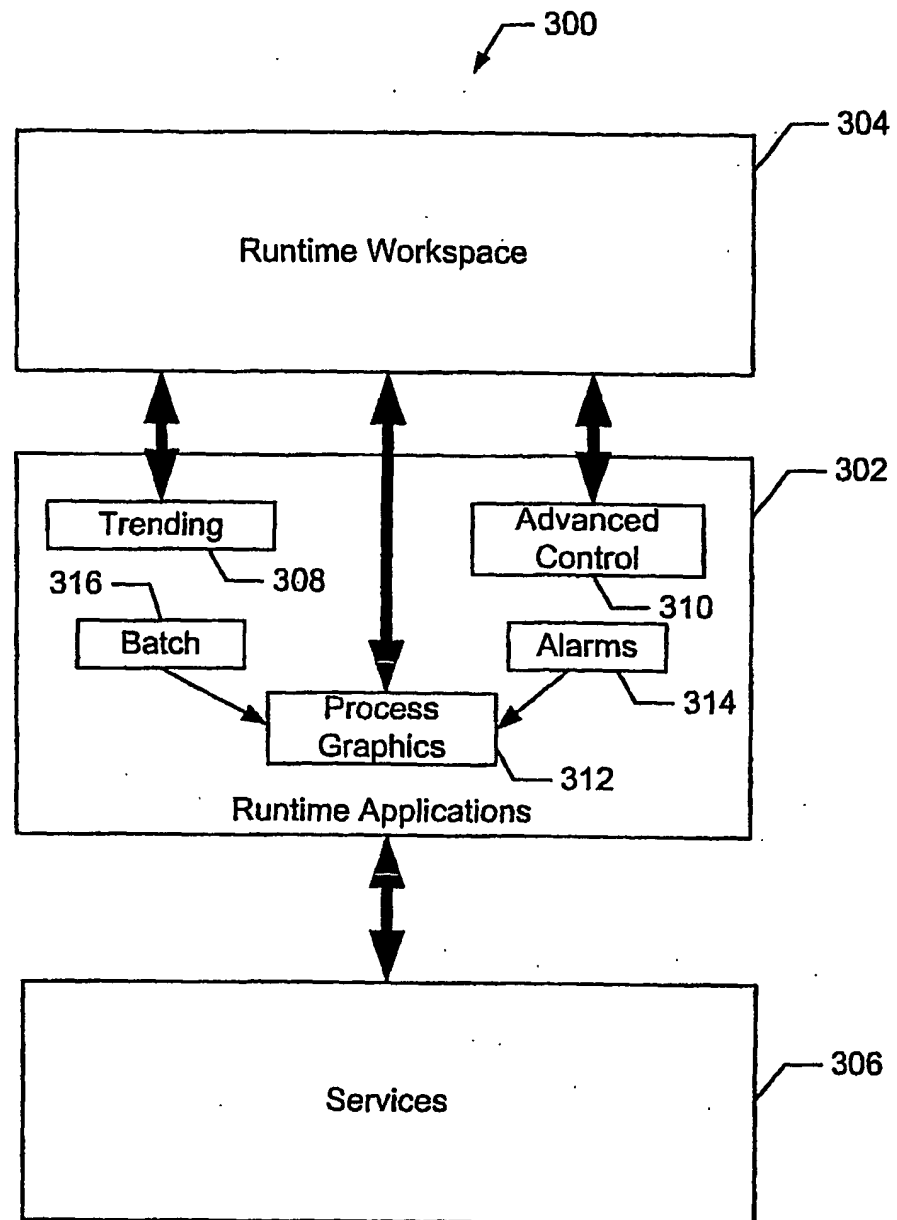 300
304
Runtime Workspace
302
Trending
308
Advanced
Control
310
316
Batch
Alarms
314
Process
Graphics
312
Runtime Applications
306
Services